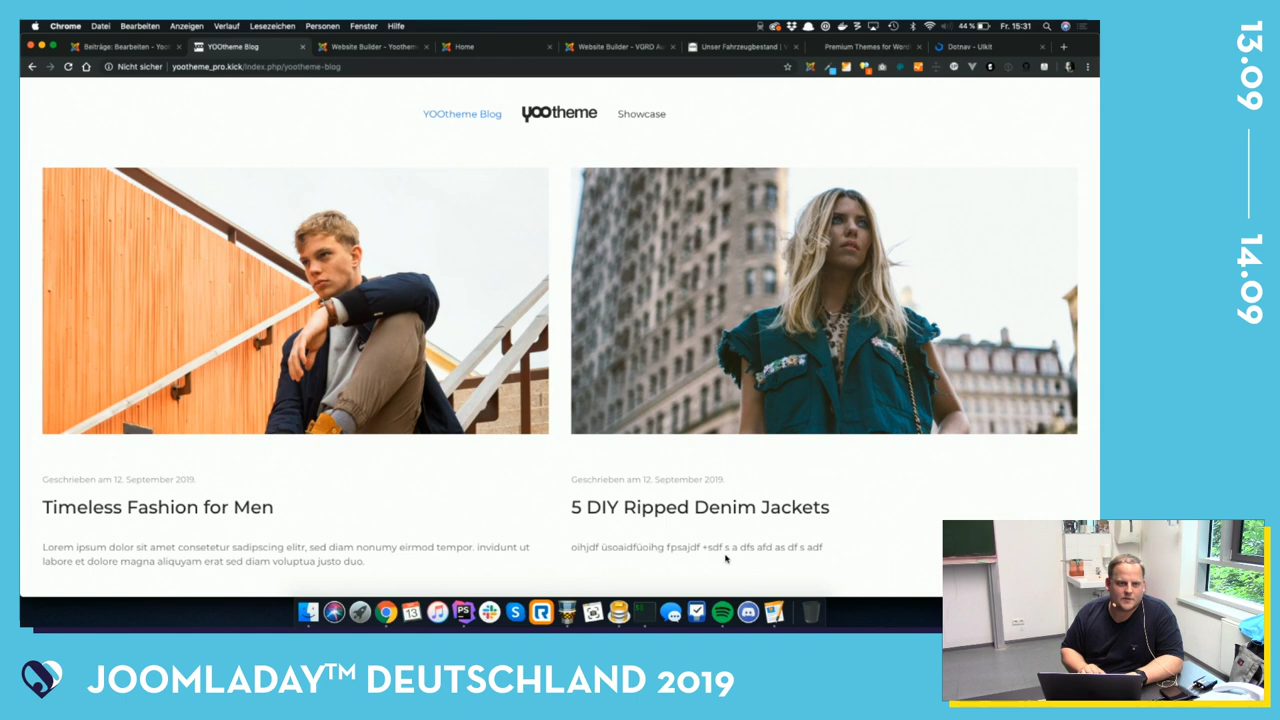 Chrome Datei Bearbeiten Anzeigen Verlauf Lesezeichen Personen Fenster Hilfe
44 % Fr. 15:31
Beiträge: Bearbeiten - Yoo
YOOtheme Blog
Website Builder - Yoothem
Home
Website Builder - VGRD Au
Unser Fahrzeugbestand |
Premium Themes for Word
Dotnav - UIkit
Nicht sicher | yootheme_pro.kick/index.php/yootheme-blog
YOOtheme Blog
yootheme
Showcase
Geschrieben am 12. September 2019.
Timeless Fashion for Men
Lorem ipsum dolor sit amet consetetur sadipscing elitr, sed diam nonumy eirmod tempor. invidunt ut
labore et dolore magna aliquyam erat sed diam voluptua justo duo.
Geschrieben am 12. September 2019.
5 DIY Ripped Denim Jackets
oihjdf üsoaidfüoihg fpsajdf +sdf s a dfs afd as df s adf
13.09
14.09
JOOMLADAY™ DEUTSCHLAND 2019